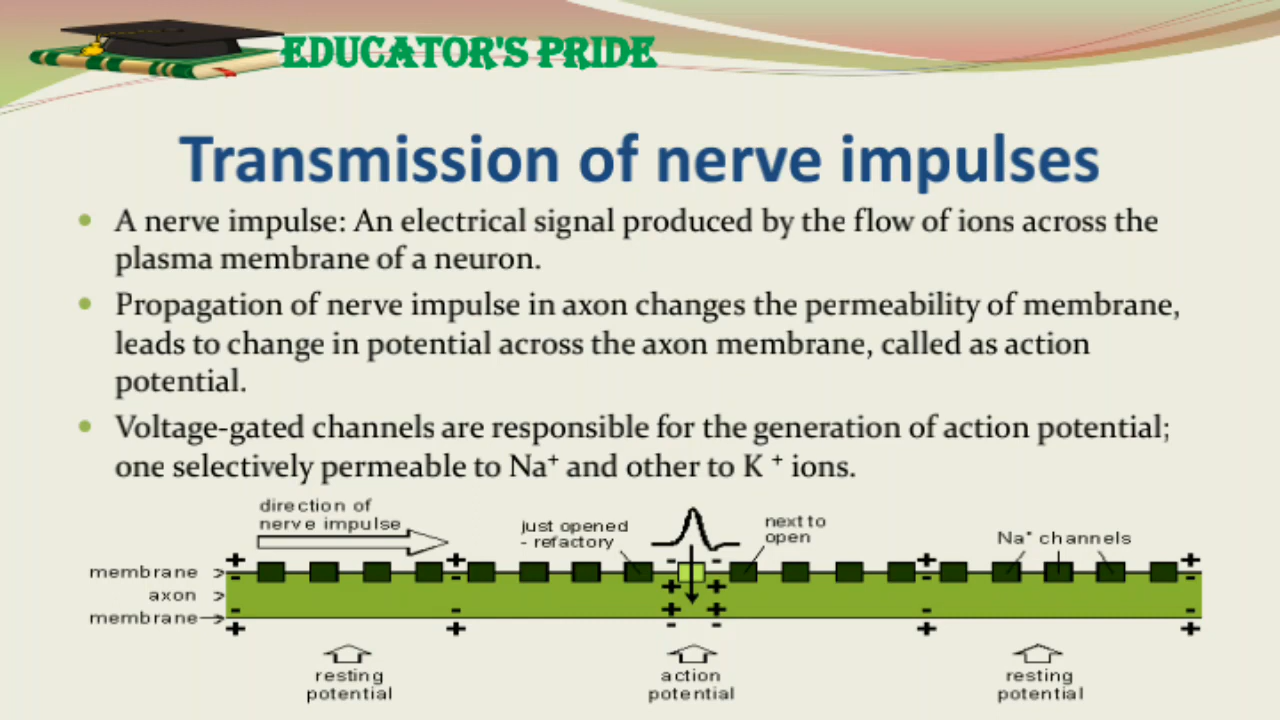 EDUCATOR'S PRIDE
Transmission of nerve impulses
• A nerve impulse: An electrical signal produced by the flow of ions across the
plasma membrane of a neuron.
• Propagation of nerve impulse in axon changes the permeability of membrane,
leads to change in potential across the axon membrane, called as action
potential.
• Voltage-gated channels are responsible for the generation of action potential;
one selectively permeable to Na⁺ and other to K ⁺ ions.
direction of
nerve impulse
just opened
- refactory
next to
open
Na⁺ channels
membrane
axon
membrane
resting
potential
action
potential
resting
potential